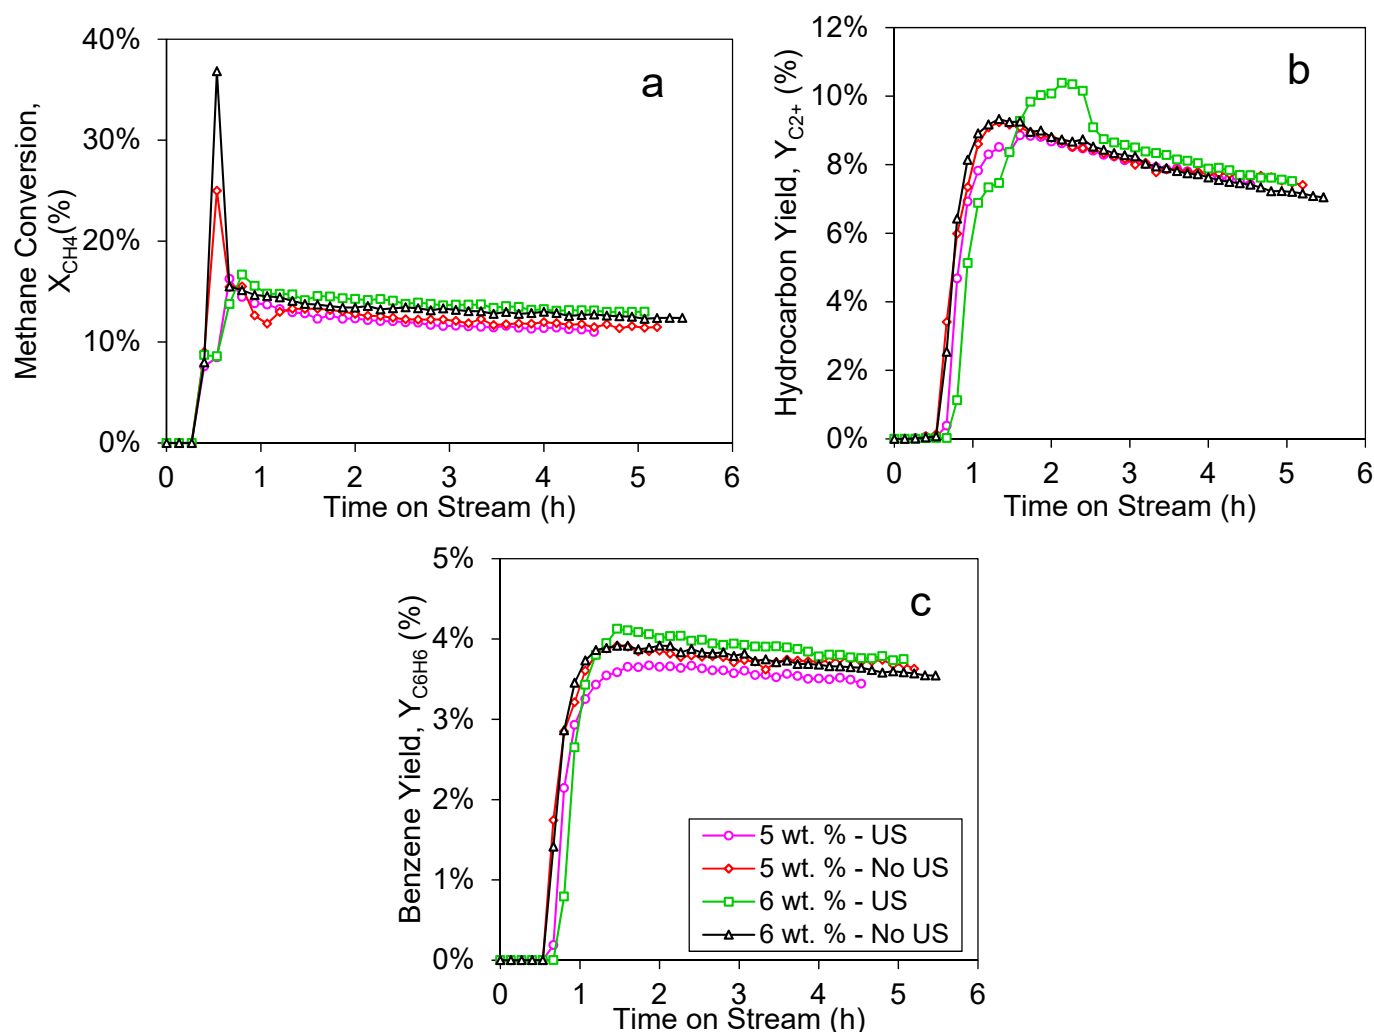 40%
30%
20%
10%
0%
Methane Conversion,
X_CH4(%)
a
0 1 2 3 4 5 6
Time on Stream (h)
12%
10%
8%
6%
4%
2%
0%
Hydrocarbon Yield, Y_C2+ (%)
b
0 1 2 3 4 5 6
Time on Stream (h)
5%
4%
3%
2%
1%
0%
Benzene Yield, Y_C6H6 (%)
c
5 wt. % - US
5 wt. % - No US
6 wt. % - US
6 wt. % - No US
0 1 2 3 4 5 6
Time on Stream (h)